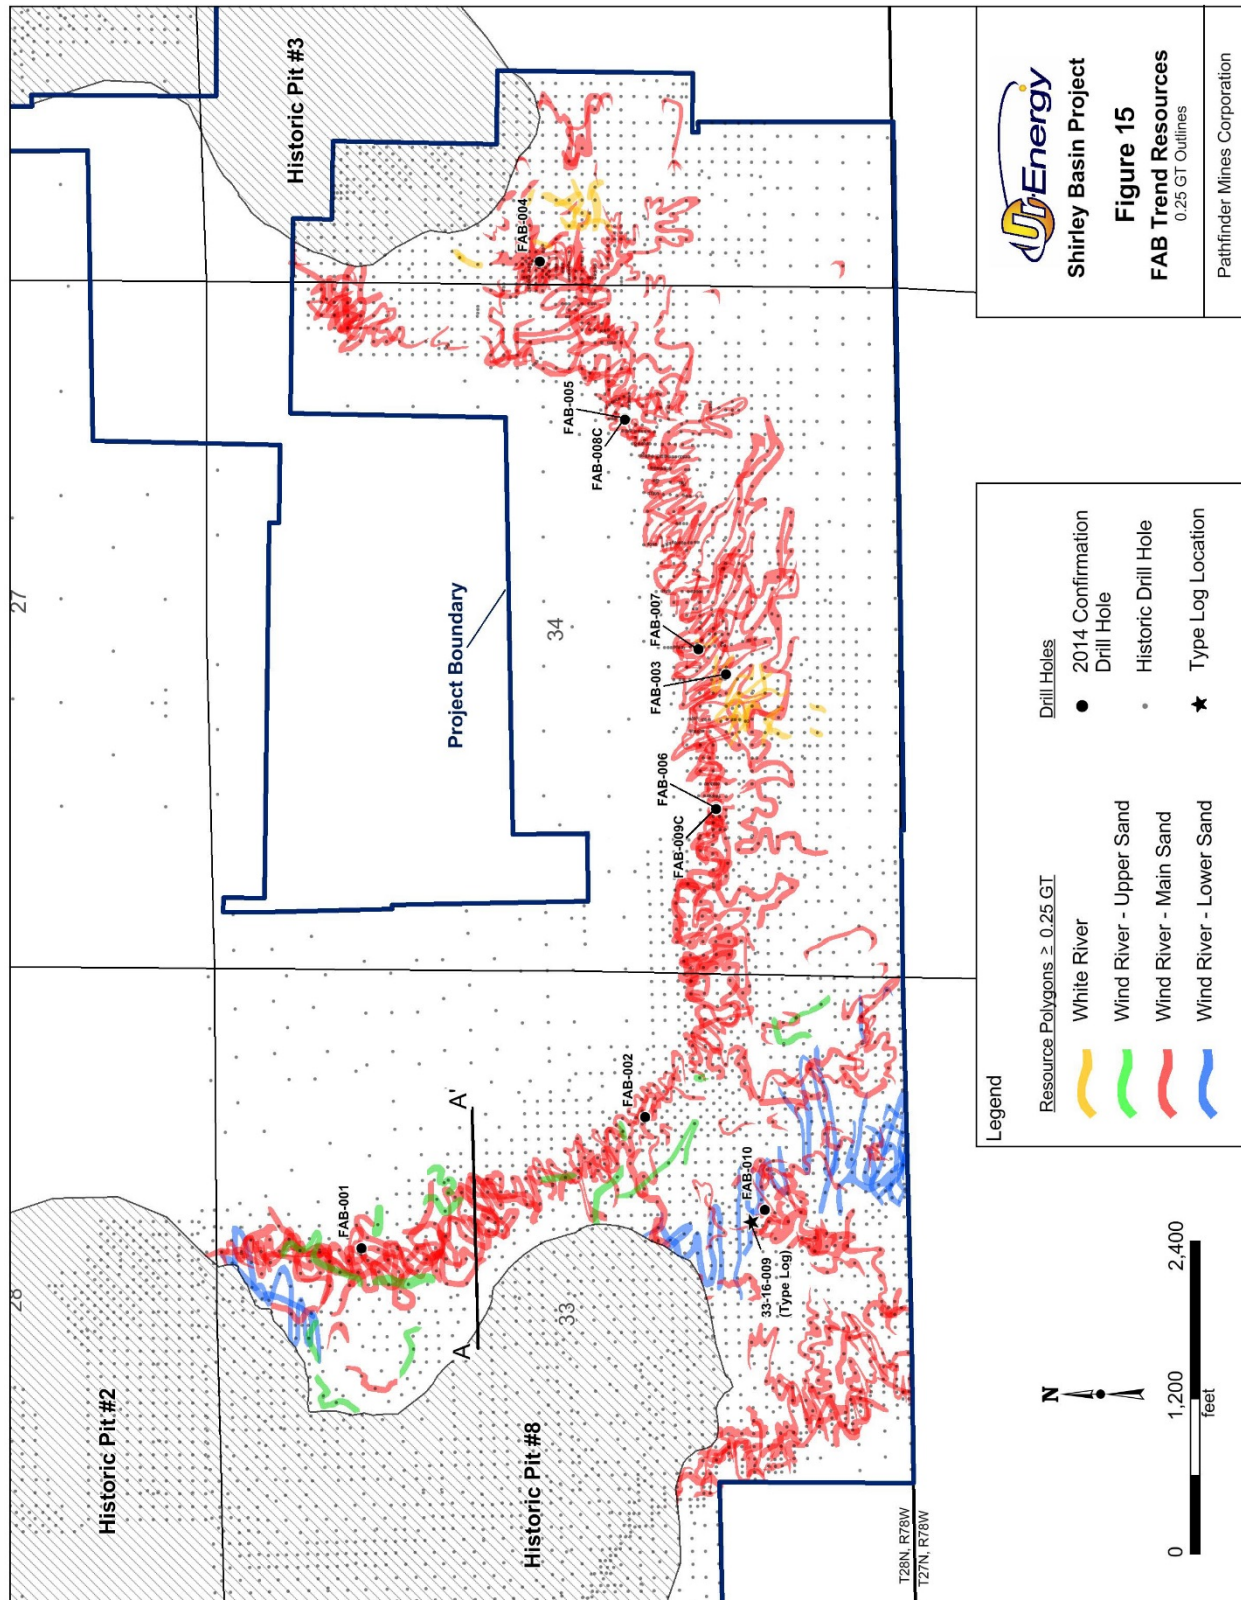 27
28
Historic Pit #2
Historic Pit #3
FAB-001
A
A'
FAB-002
FAB-004
FAB-005
FAB-008C
Project Boundary
34
33
Historic Pit #8
FAB-007
FAB-003
FAB-006
FAB-009C
FAB-010
33-16-009
(Type Log)
T28N, R78W
T27N, R78W
N
0
1,200
2,400
feet
Legend
Resource Polygons ≥ 0.25 GT
White River
Wind River - Upper Sand
Wind River - Main Sand
Wind River - Lower Sand
Drill Holes
2014 Confirmation
Drill Hole
Historic Drill Hole
Type Log Location
Ur Energy
Shirley Basin Project
Figure 15
FAB Trend Resources
0.25 GT Outlines
Pathfinder Mines Corporation